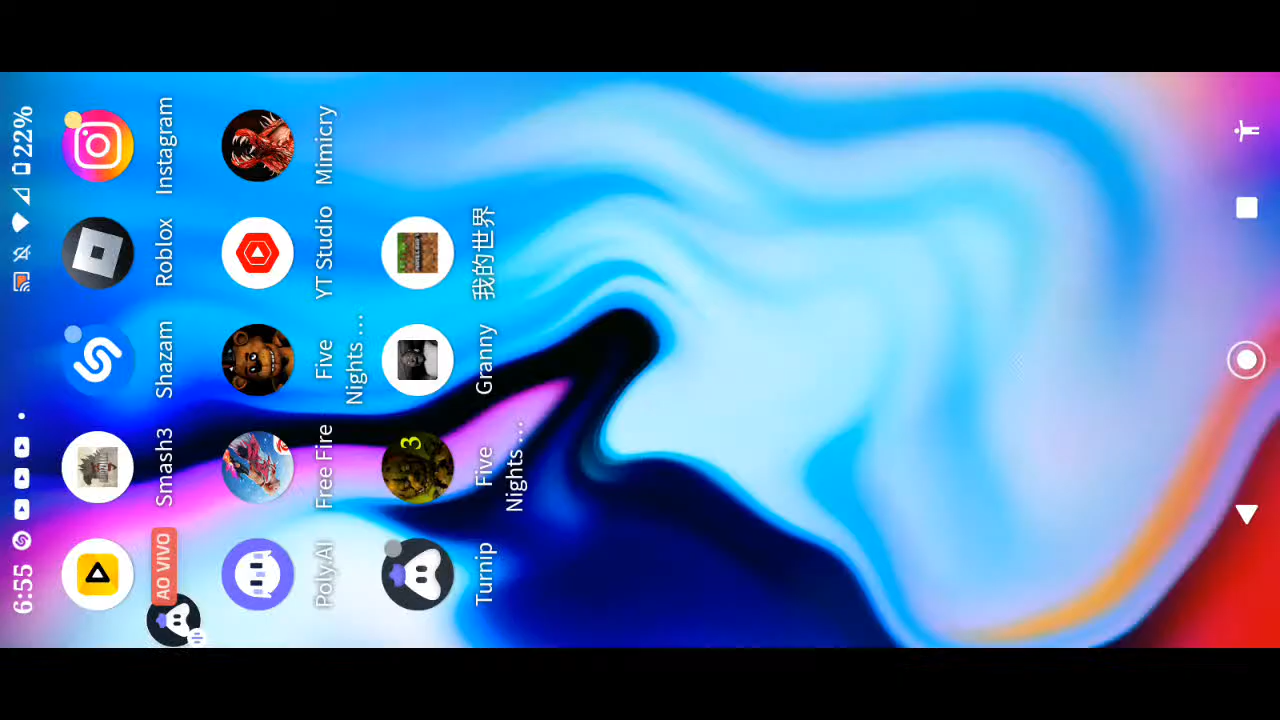 6:55
22%
AO VIVO
Smash3
Shazam
Roblox
Instagram
Poly.AI
Free Fire
Five
Nights ...
YT Studio
Mimicry
3
Turnip
Five
Nights ...
Granny
我的世界